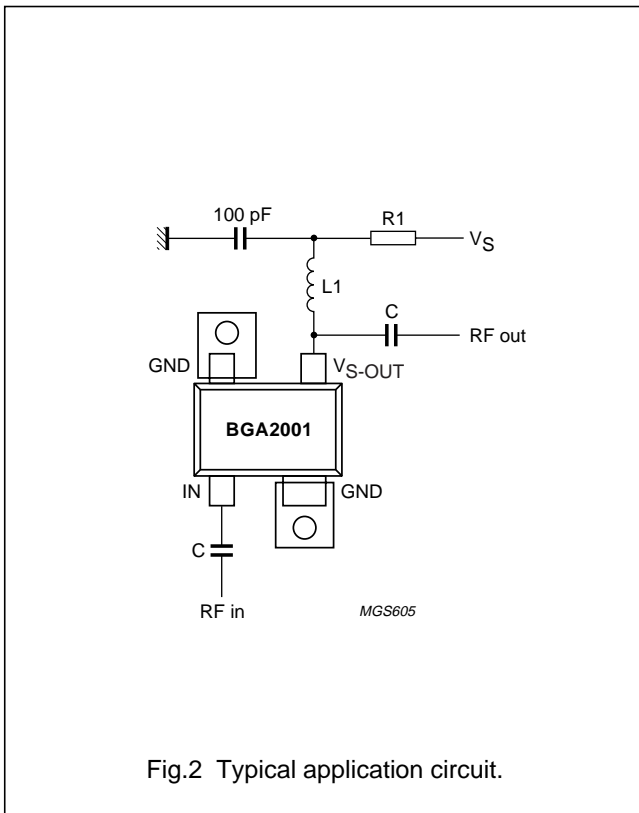 100 pF
R1
VS
L1
C
RF out
GND
VS-OUT
BGA2001
IN
GND
C
RF in
MGS605
Fig.2 Typical application circuit.